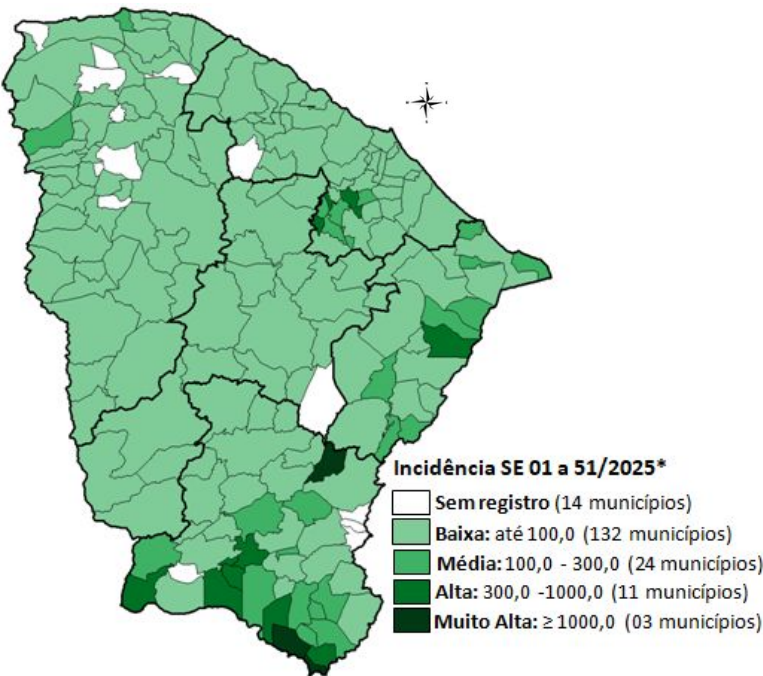 Incidência SE 01 a 51/2025*
Sem registro (14 municípios)
Baixa: até 100,0 (132 municípios)
Média: 100,0 - 300,0 (24 municípios)
Alta: 300,0 -1000,0 (11 municípios)
Muito Alta: ≥ 1000,0 (03 municípios)